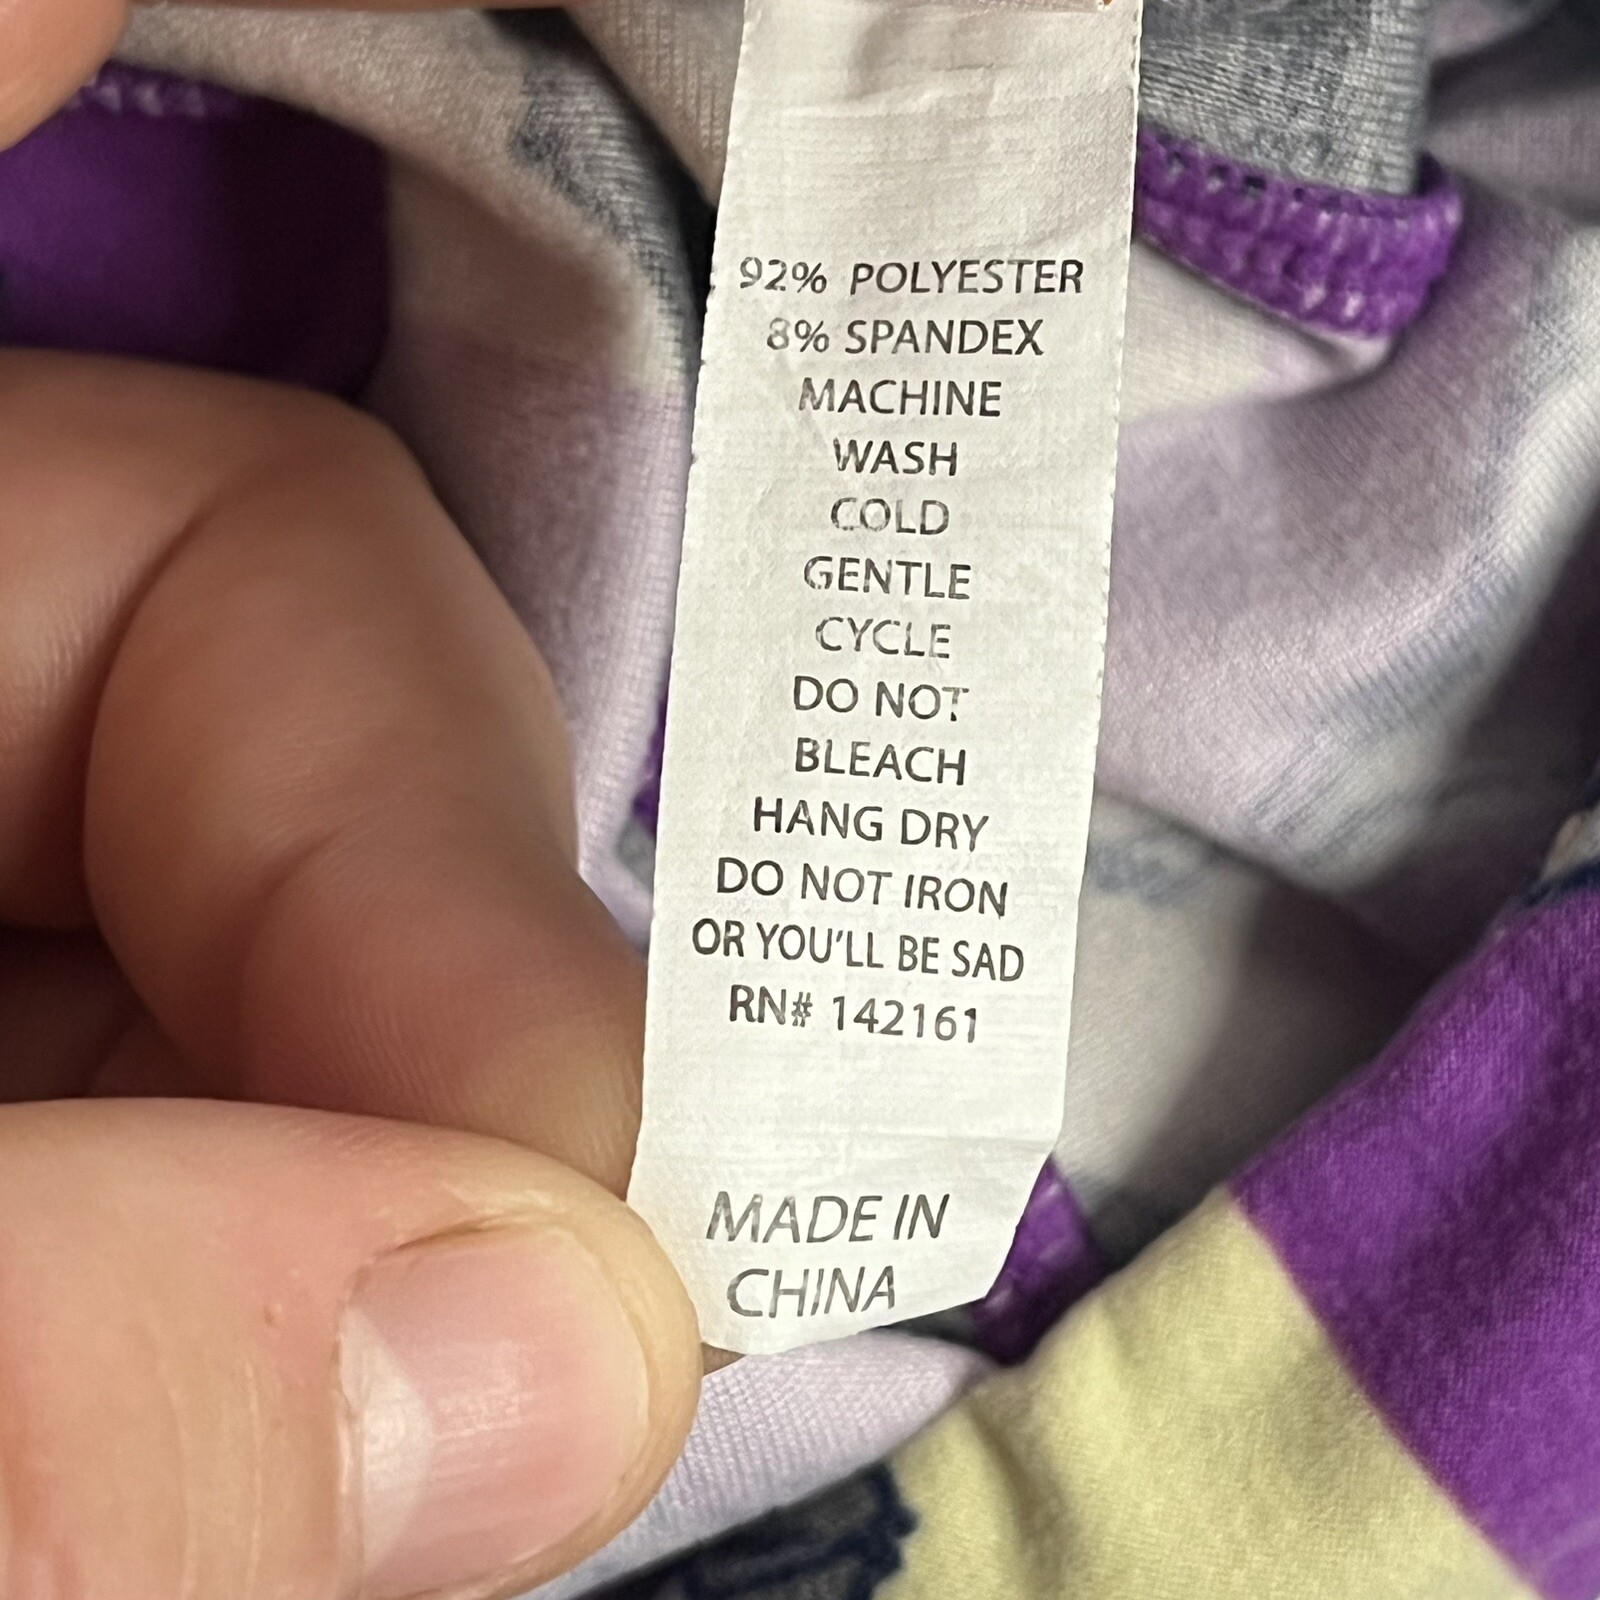 92% POLYESTER
8% SPANDEX
MACHINE
WASH
COLD
GENTLE
CYCLE
DO NOT
BLEACH
HANG DRY
DO NOT IRON
OR YOU'LL BE SAD
RN# 142161
MADE IN
CHINA